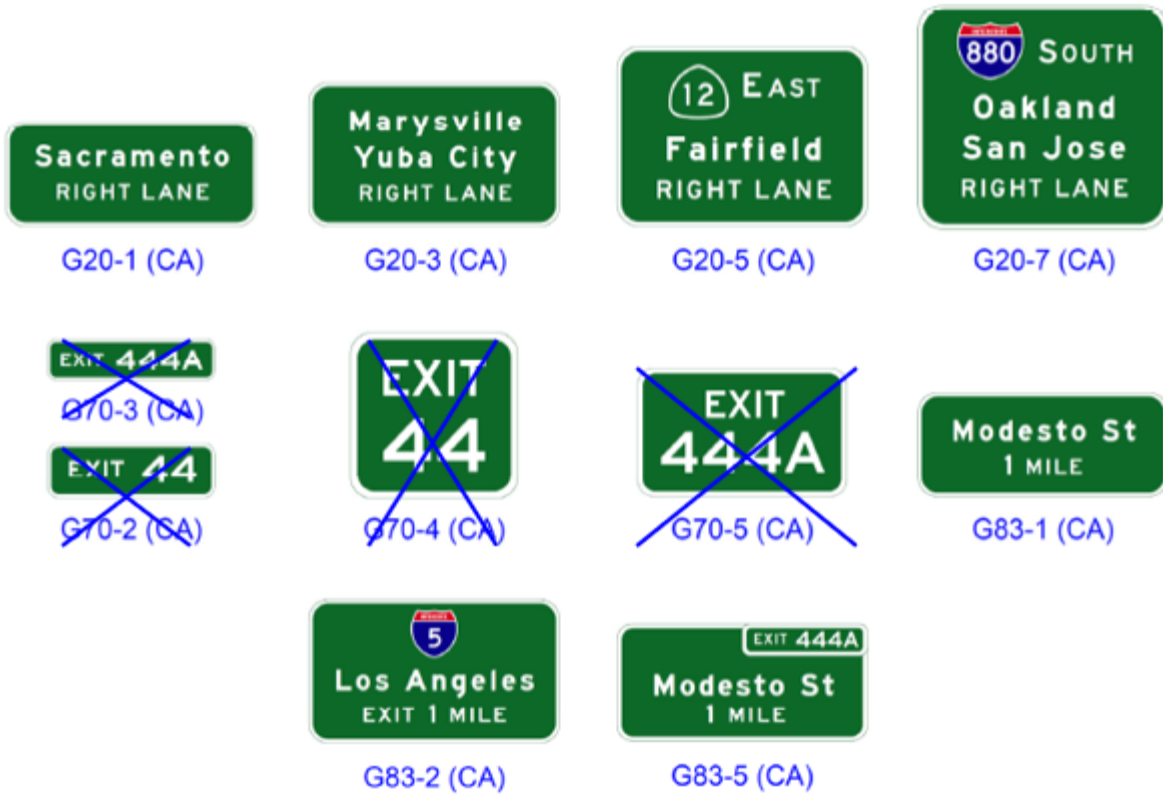 Sacramento
RIGHT LANE
G20-1 (CA)
Marysville
Yuba City
RIGHT LANE
G20-3 (CA)
12 EAST
Fairfield
RIGHT LANE
G20-5 (CA)
880 SOUTH
Oakland
San Jose
RIGHT LANE
G20-7 (CA)
EXIT 444A
G70-3 (CA)
EXIT 44
G70-2 (CA)
EXIT
44
G70-4 (CA)
EXIT
444A
G70-5 (CA)
Modesto St
1 MILE
G83-1 (CA)
5
Los Angeles
EXIT 1 MILE
G83-2 (CA)
EXIT 444A
Modesto St
1 MILE
G83-5 (CA)